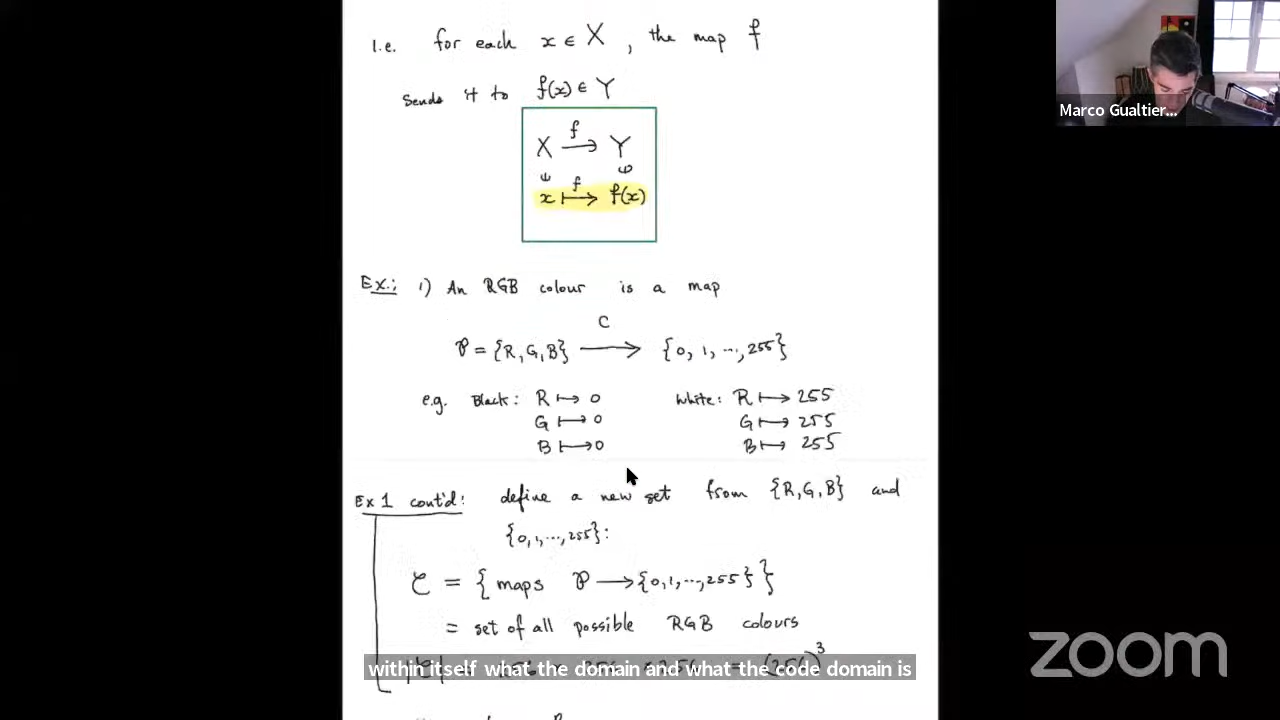 I.e. for each x ∈ X, the map f
sends it to f(x) ∈ Y
f
X → Y
f
x ↦ f(x)
Ex.: 1) An RGB colour is a map
C
P = {R, G, B} → {0, 1, ..., 255}
e.g. Black: R ↦ 0 White: R ↦ 255
G ↦ 0 G ↦ 255
B ↦ 0 B ↦ 255
Ex 1 cont'd: define a new set from {R, G, B} and
{0, 1, ..., 255}:
C = { maps P → {0, 1, ..., 255} }
= set of all possible RGB colours
= (256)³
within itself what the domain and what the code domain is
Marco Gualtier...
zoom